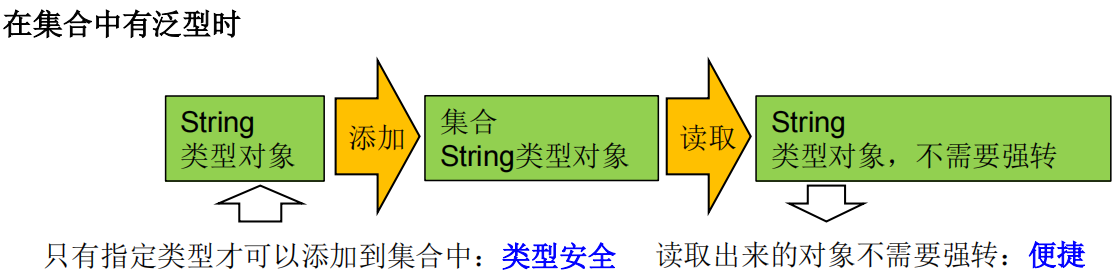 在集合中有泛型时
String
类型对象
添加
集合
String类型对象
读取
String
类型对象，不需要强转
只有指定类型才可以添加到集合中：类型安全
读取出来的对象不需要强转：便捷